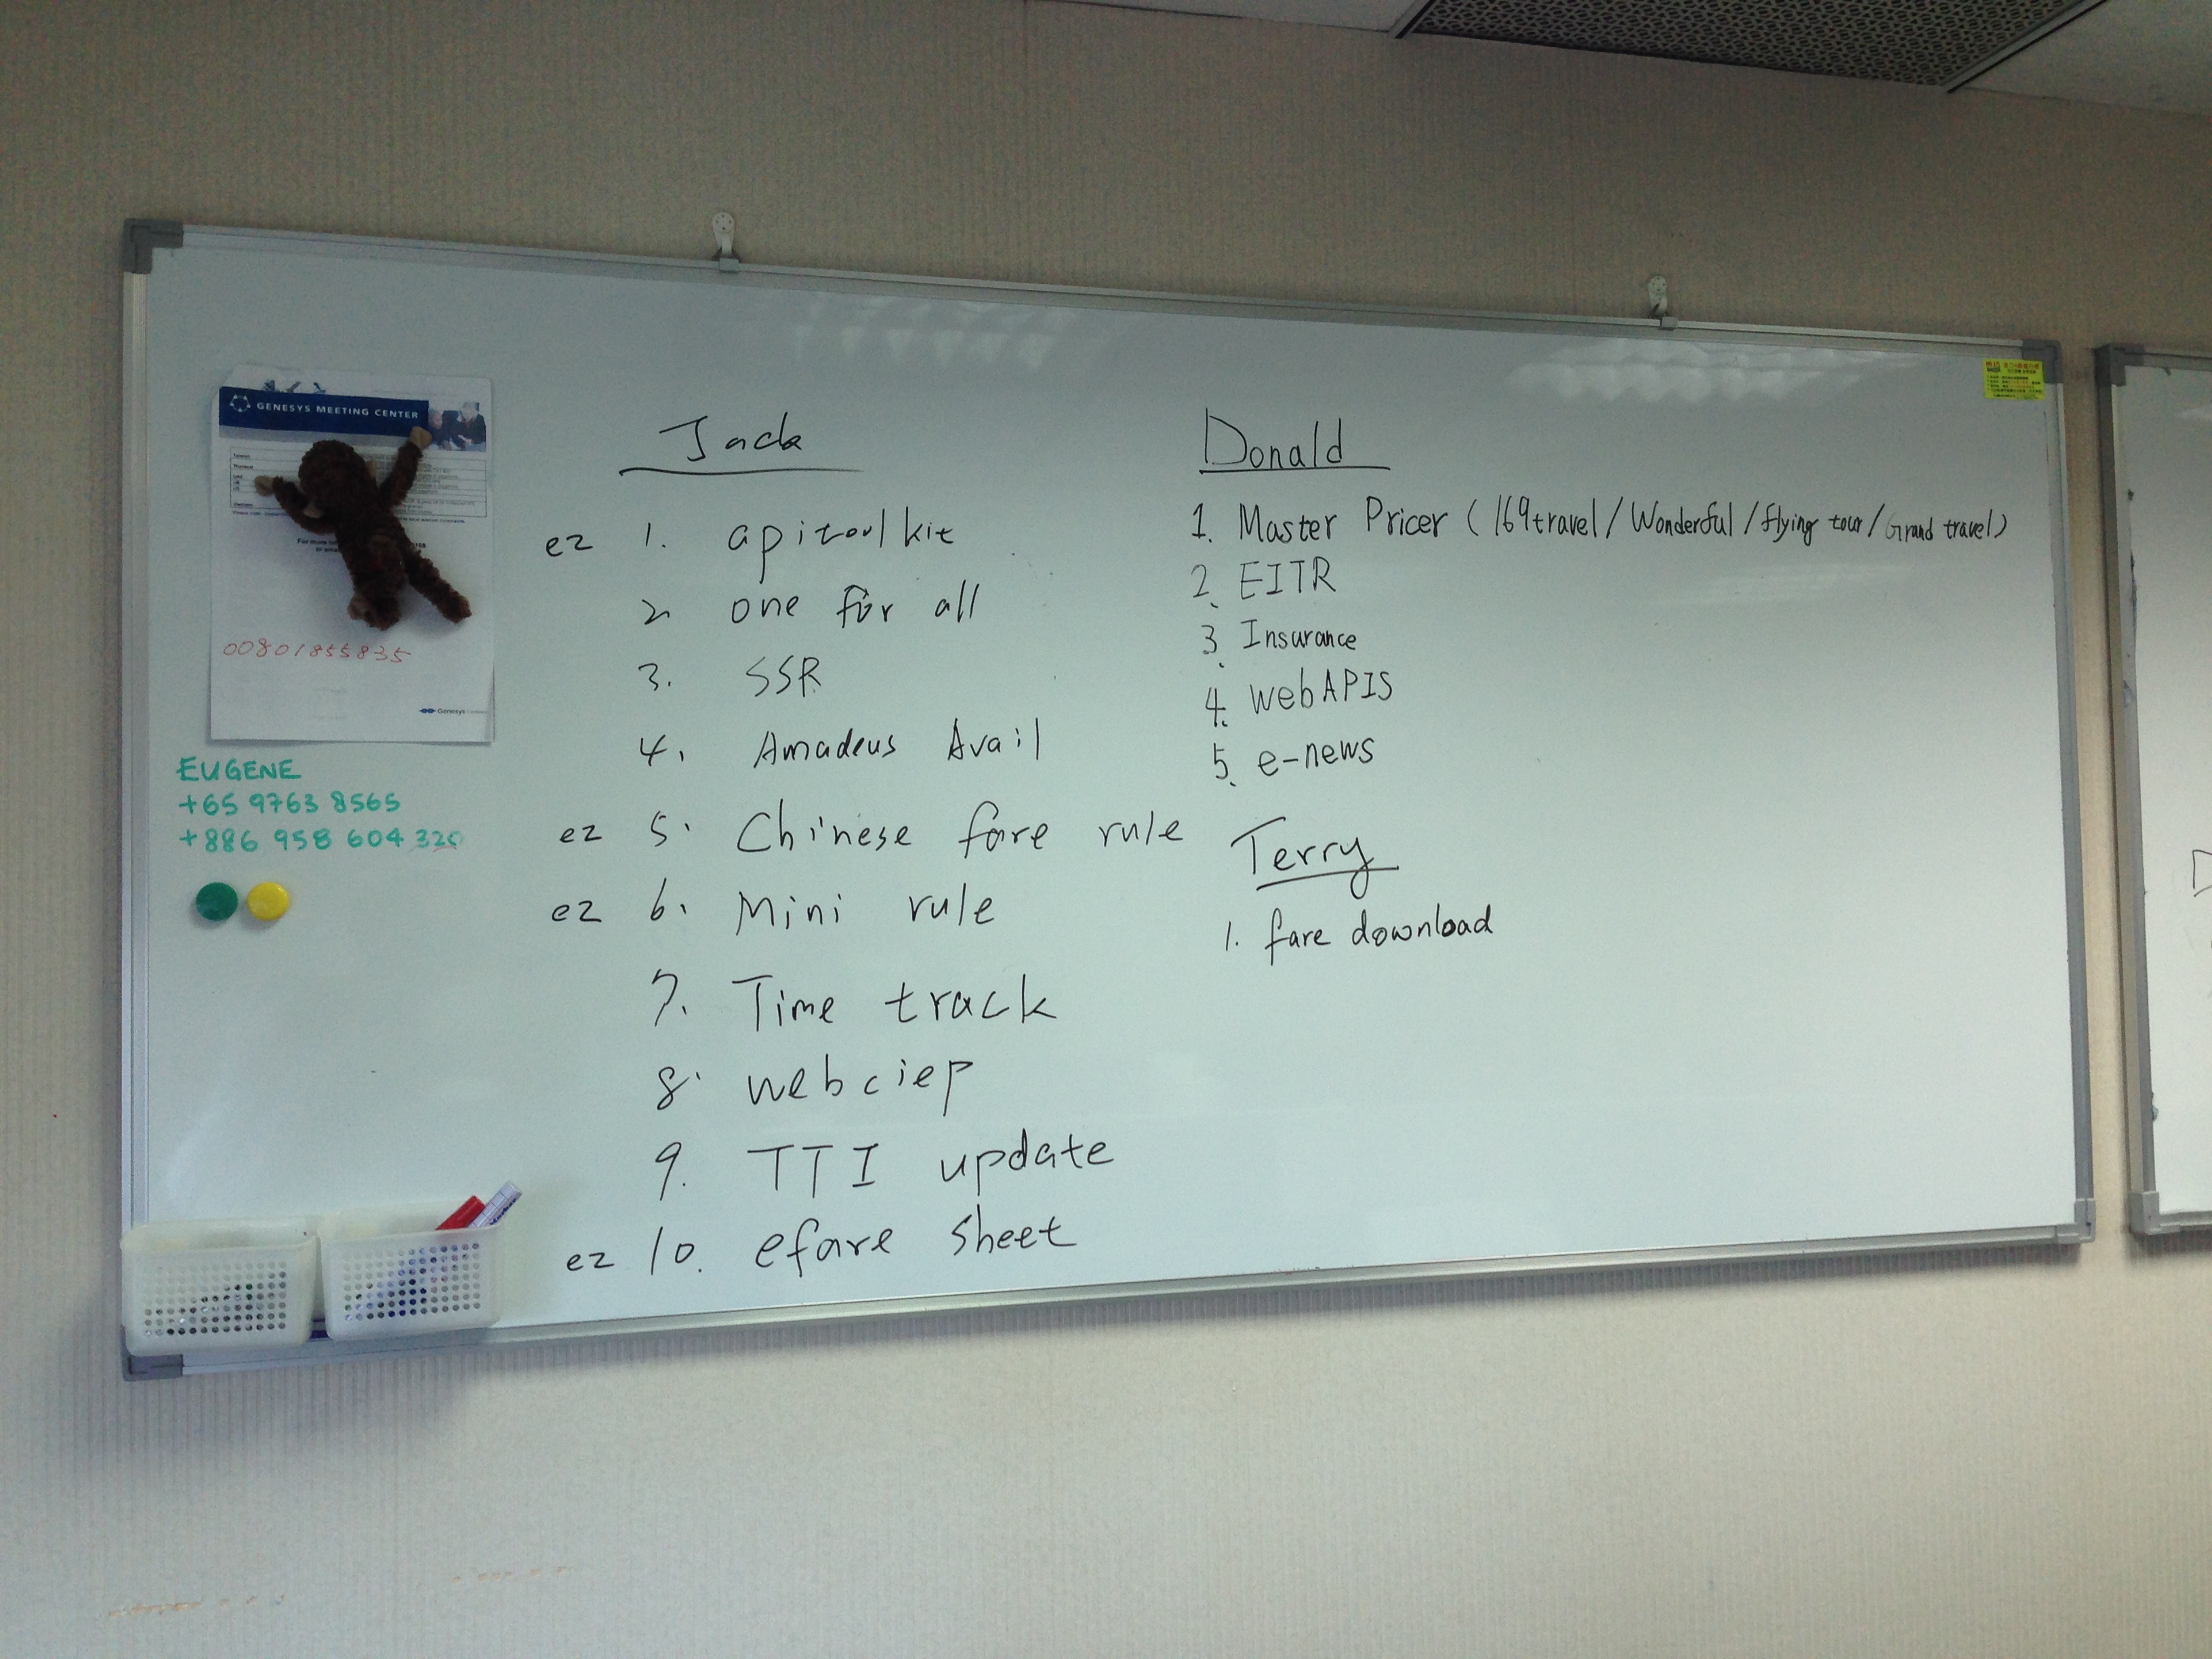 GENESYS MEETING CENTER
00801855835
Genesys
EUGENE
+65 9763 8565
+886 958 604 320
Jack
ez 1. apitoolkit
2. one for all
3. SSR
4. Amadeus Avail
ez 5. Chinese fare rule
ez 6. Mini rule
7. Time track
8. webciep
9. TTI update
ez 10. efare sheet
Donald
1. Master Pricer (169travel/Wonderful/flying tour/Grand travel)
2. EITR
3. Insurance
4. webAPIS
5. e-news
Terry
1. fare download